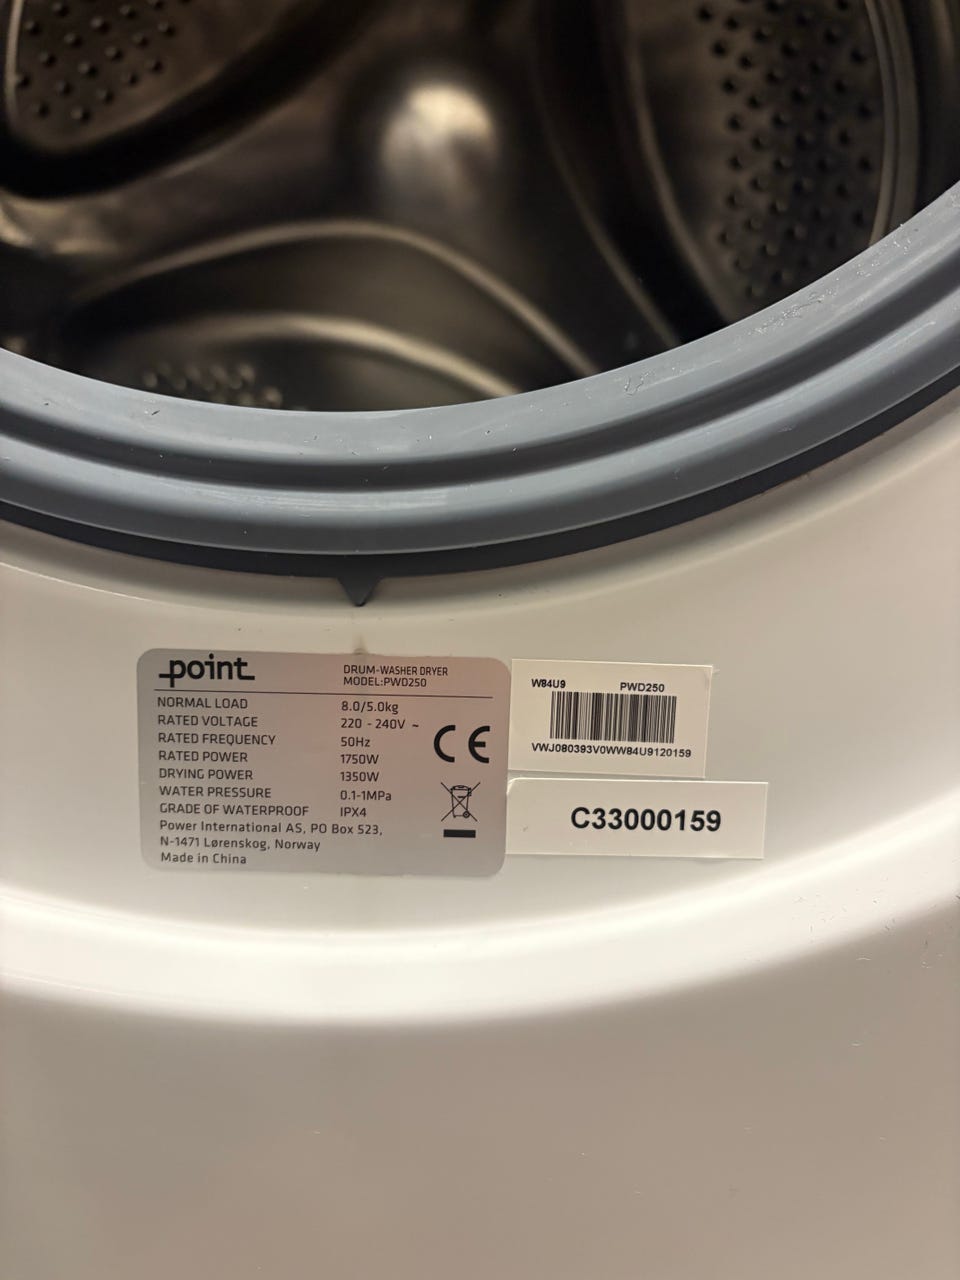 point
DRUM-WASHER DRYER
MODEL:PWD250
NORMAL LOAD 8.0/5.0kg
RATED VOLTAGE 220 - 240V ~
RATED FREQUENCY 50Hz
RATED POWER 1750W
DRYING POWER 1350W
WATER PRESSURE 0.1-1MPa
GRADE OF WATERPROOF IPX4
Power International AS, PO Box 523,
N-1471 Lørenskog, Norway
Made in China
CE
W84U9 PWD250
VWJ080393V0WW84U9120159
C33000159